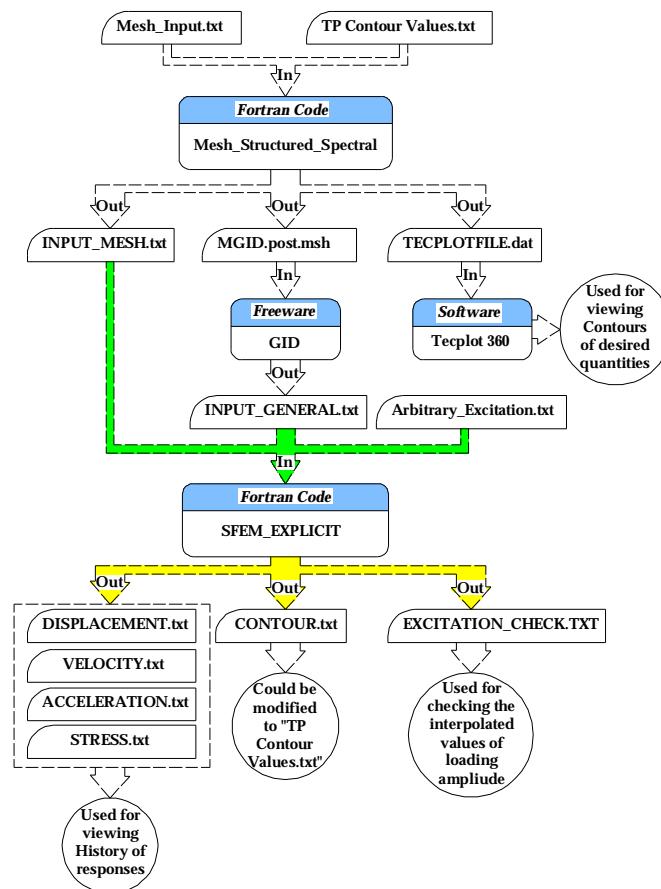 Mesh_Input.txt
TP Contour Values.txt
In
Fortran Code
Mesh_Structured_Spectral
Out
Out
Out
INPUT_MESH.txt
MGID.post.msh
TECPLOTFILE.dat
In
In
Freeware
GID
Software
Tecplot 360
Used for
viewing
Contours
of desired
quantities
Out
INPUT_GENERAL.txt
Arbitrary_Excitation.txt
In
Fortran Code
SFEM_EXPLICIT
Out
Out
Out
DISPLACEMENT.txt
VELOCITY.txt
ACCELERATION.txt
STRESS.txt
CONTOUR.txt
EXCITATION_CHECK.TXT
Could be
modified
to "TP
Contour
Values.txt"
Used for
checking the
interpolated
values of
loading
ampliude
Used for
viewing
History of
responses